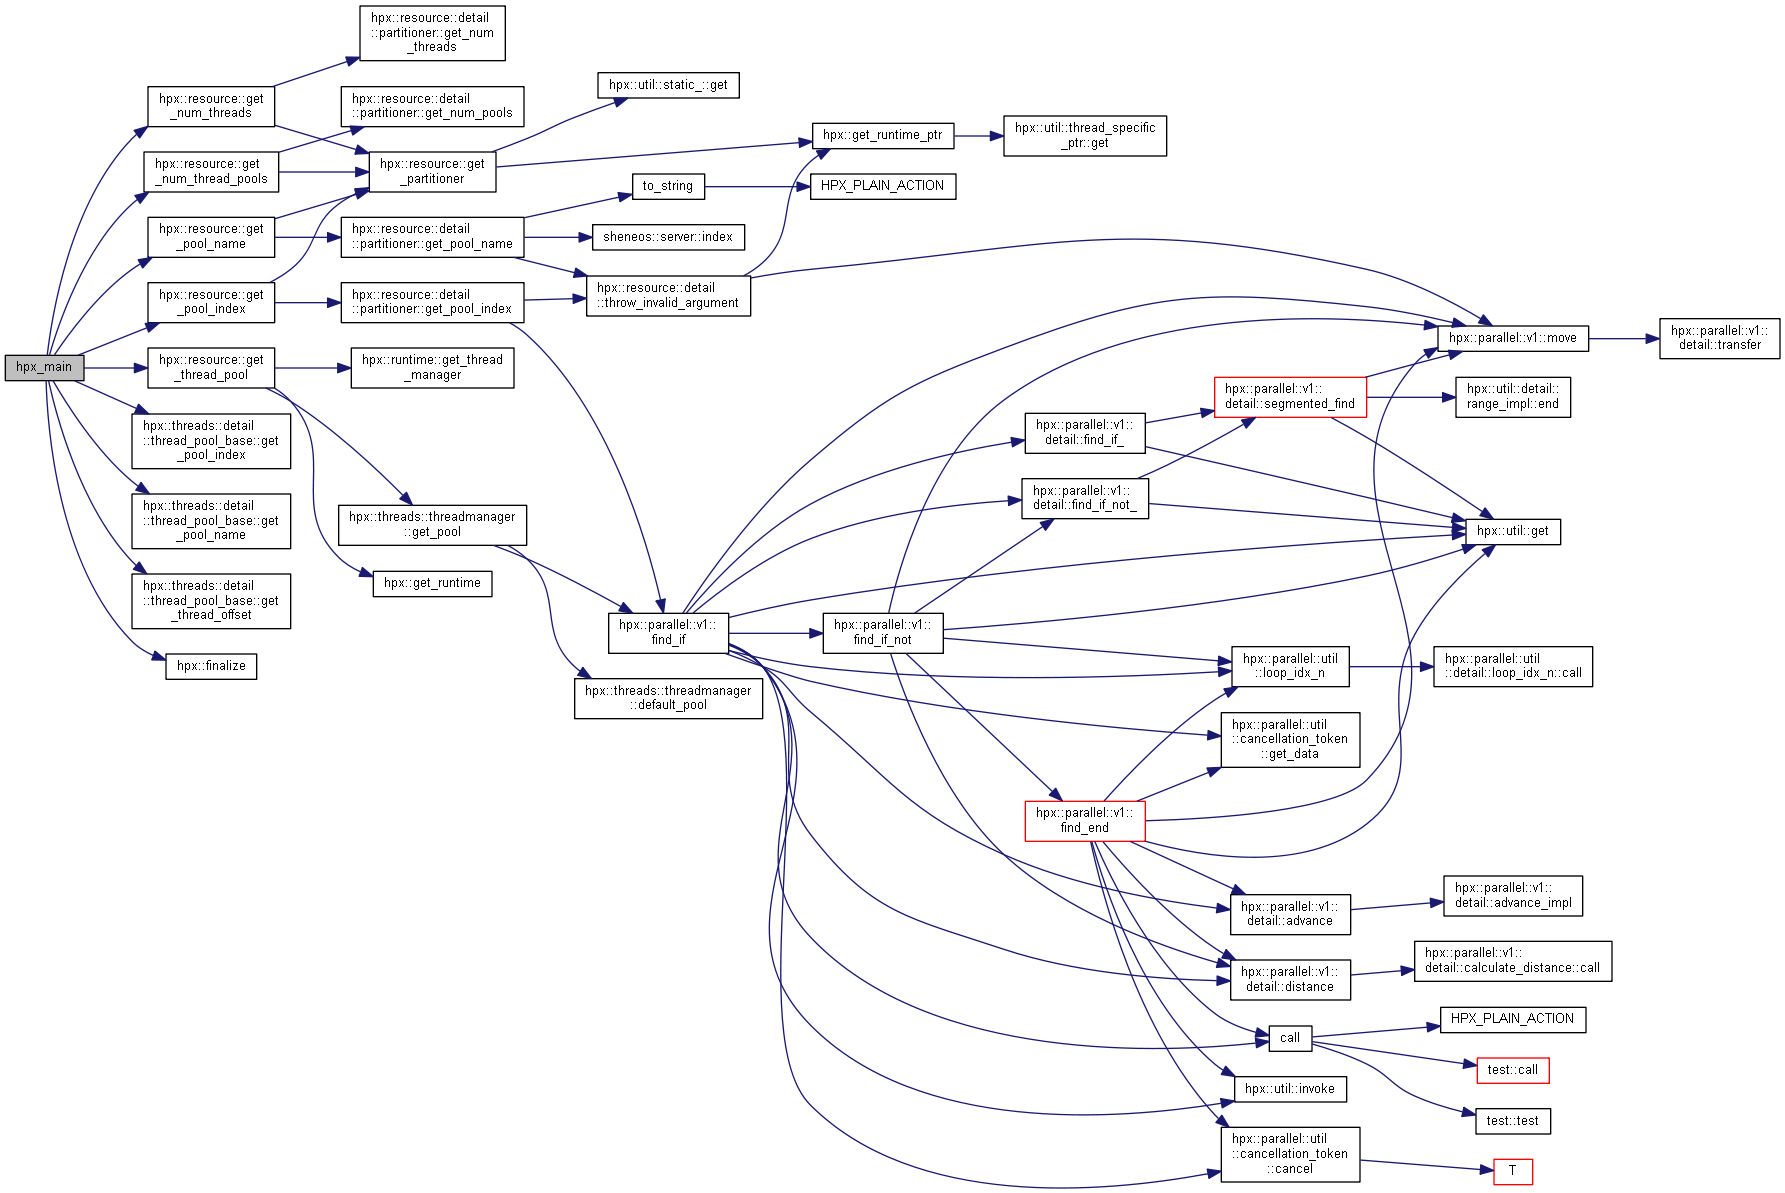 hpx_main
hpx::resource::get
_num_threads
hpx::resource::get
_num_thread_pools
hpx::resource::get
_pool_name
hpx::resource::get
_pool_index
hpx::resource::get
_thread_pool
hpx::threads::detail
::thread_pool_base::get
_pool_index
hpx::threads::detail
::thread_pool_base::get
_pool_name
hpx::threads::detail
::thread_pool_base::get
_thread_offset
hpx::finalize
hpx::resource::detail
::partitioner::get_num
_threads
hpx::resource::detail
::partitioner::get_num_pools
hpx::resource::get
_partitioner
hpx::resource::detail
::partitioner::get_pool_name
hpx::resource::detail
::partitioner::get_pool_index
hpx::runtime::get_thread
_manager
hpx::threads::threadmanager
::get_pool
hpx::get_runtime
hpx::util::static_::get
to_string
sheneos::server::index
hpx::resource::detail
::throw_invalid_argument
hpx::parallel::v1::
find_if
hpx::threads::threadmanager
::default_pool
hpx::get_runtime_ptr
HPX_PLAIN_ACTION
hpx::parallel::v1::
find_if_not
hpx::util::thread_specific
_ptr::get
hpx::parallel::v1::
detail::find_if_
hpx::parallel::v1::
detail::find_if_not_
hpx::parallel::v1::
find_end
hpx::parallel::v1::
detail::segmented_find
hpx::parallel::util
::loop_idx_n
hpx::parallel::util
::cancellation_token
::get_data
hpx::parallel::v1::
detail::advance
hpx::parallel::v1::
detail::distance
call
hpx::util::invoke
hpx::parallel::util
::cancellation_token
::cancel
hpx::parallel::v1::move
hpx::util::detail::
range_impl::end
hpx::util::get
hpx::parallel::util
::detail::loop_idx_n::call
hpx::parallel::v1::
detail::advance_impl
hpx::parallel::v1::
detail::calculate_distance::call
HPX_PLAIN_ACTION
test::call
test::test
T
hpx::parallel::v1::
detail::transfer